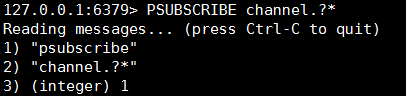 127.0.0.1:6379> PSUBSCRIBE channel.?*
Reading messages... (press Ctrl-C to quit)
1) "psubscribe"
2) "channel.?*"
3) (integer) 1